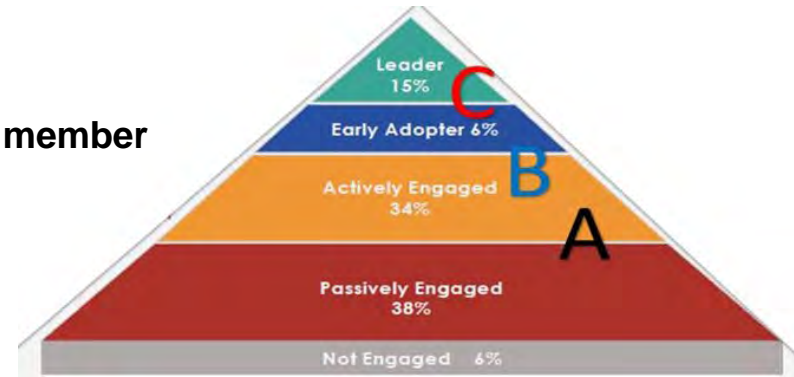 Leader
15%
C
member
Early Adopter 6%
B
Actively Engaged
34%
A
Passively Engaged
38%
Not Engaged 6%